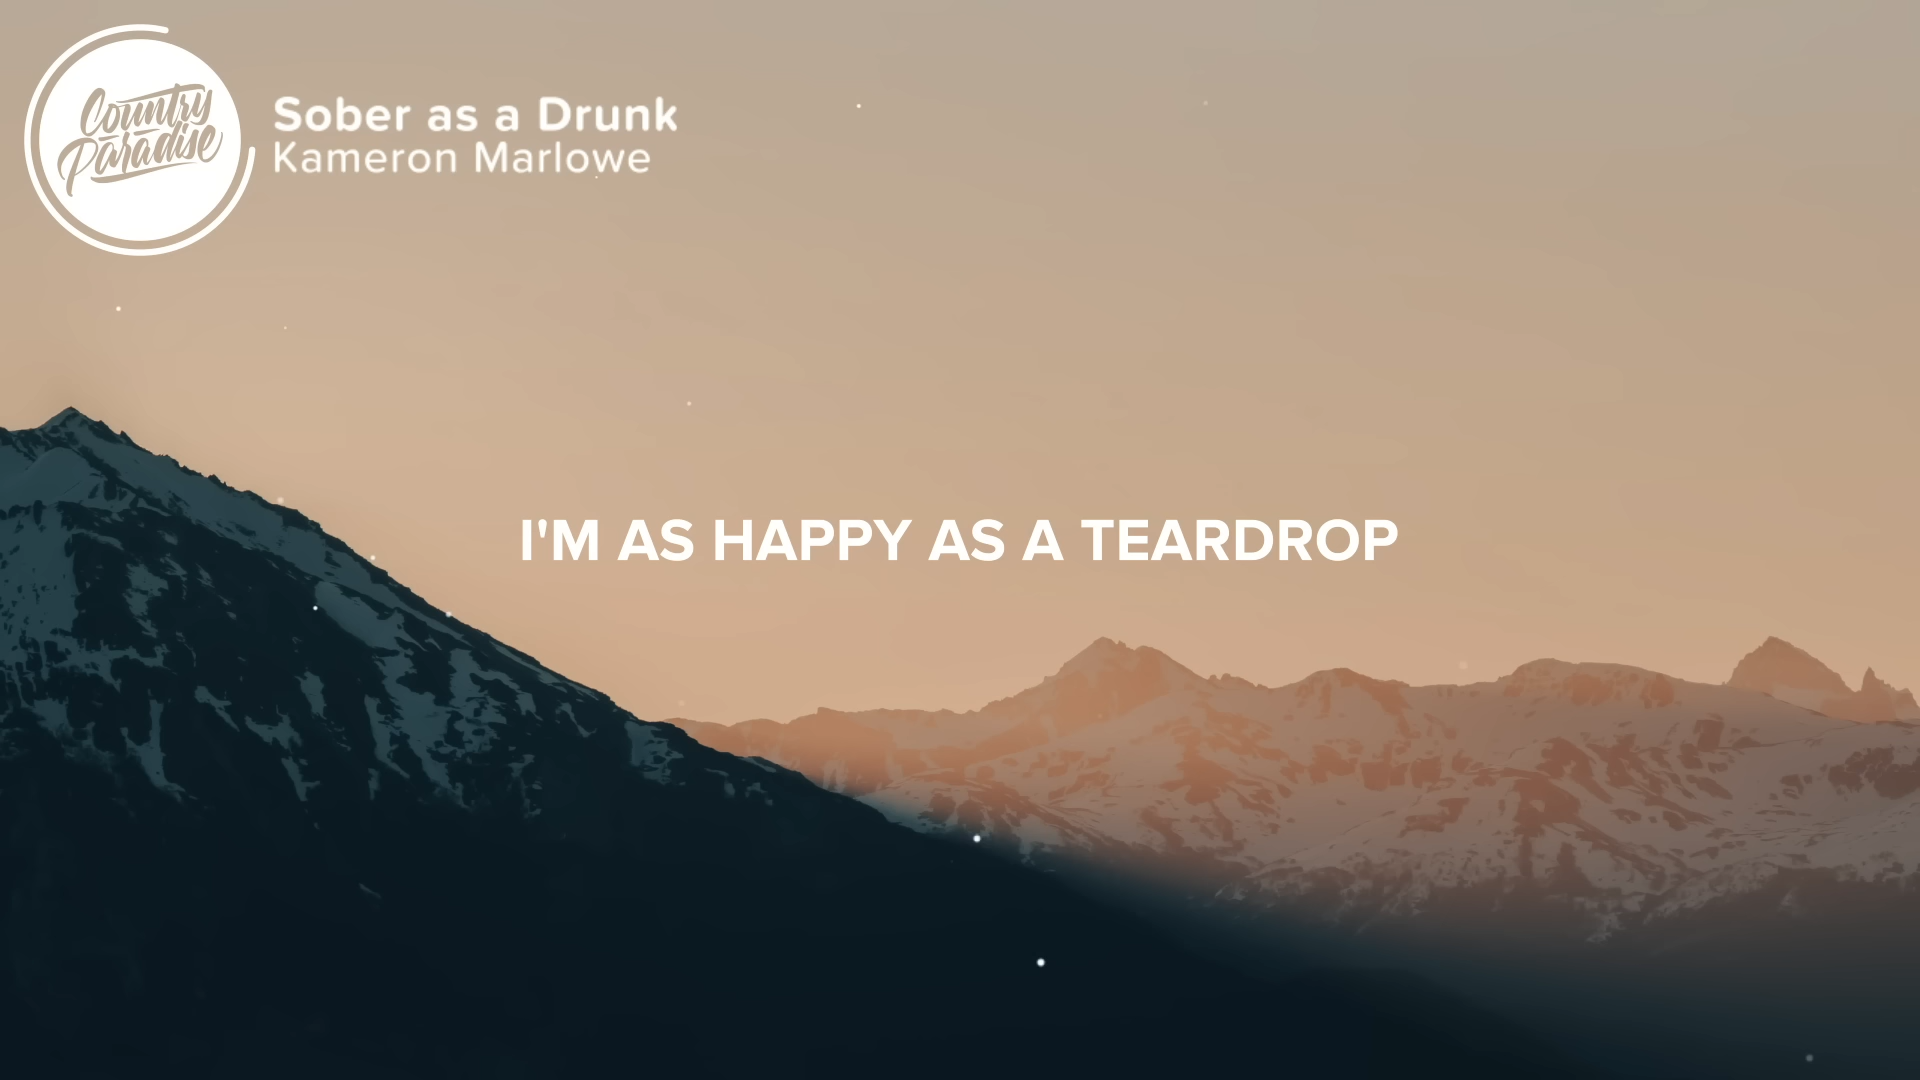 Country
Paradise
Sober as a Drunk
Kameron Marlowe
I'M AS HAPPY AS A TEARDROP